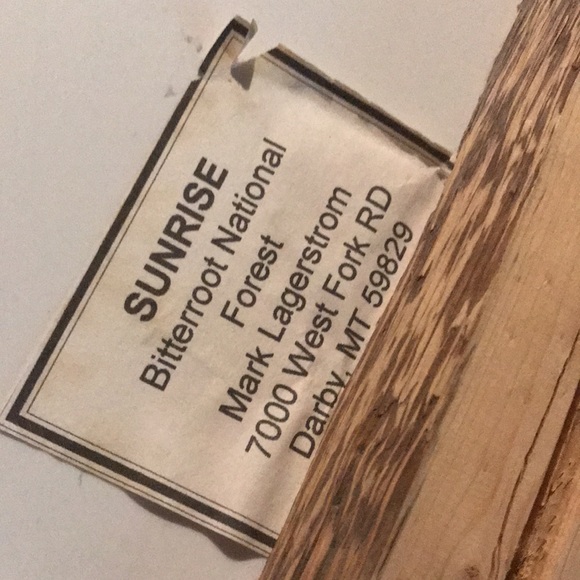 SUNRISE
Bitterroot National
Forest
Mark Lagerstrom
7000 West Fork RD
Darby, MT 59829